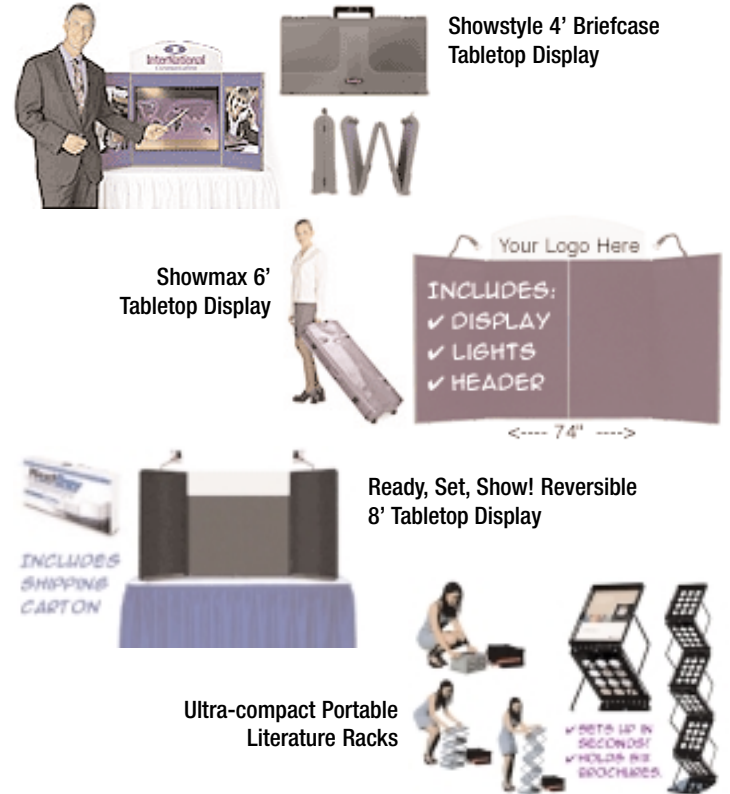 Showstyle 4’ Briefcase
Tabletop Display
InterNational
Showmax 6’
Tabletop Display
Your Logo Here
INCLUDES:
✓ DISPLAY
✓ LIGHTS
✓ HEADER
<---- 74" ---->
Ready, Set, Show! Reversible
8’ Tabletop Display
INCLUDES
SHIPPING
CARTON
Ultra-compact Portable
Literature Racks
✓ SETS UP IN
SECONDS!
✓ HOLDS SIX
BROCHURES.